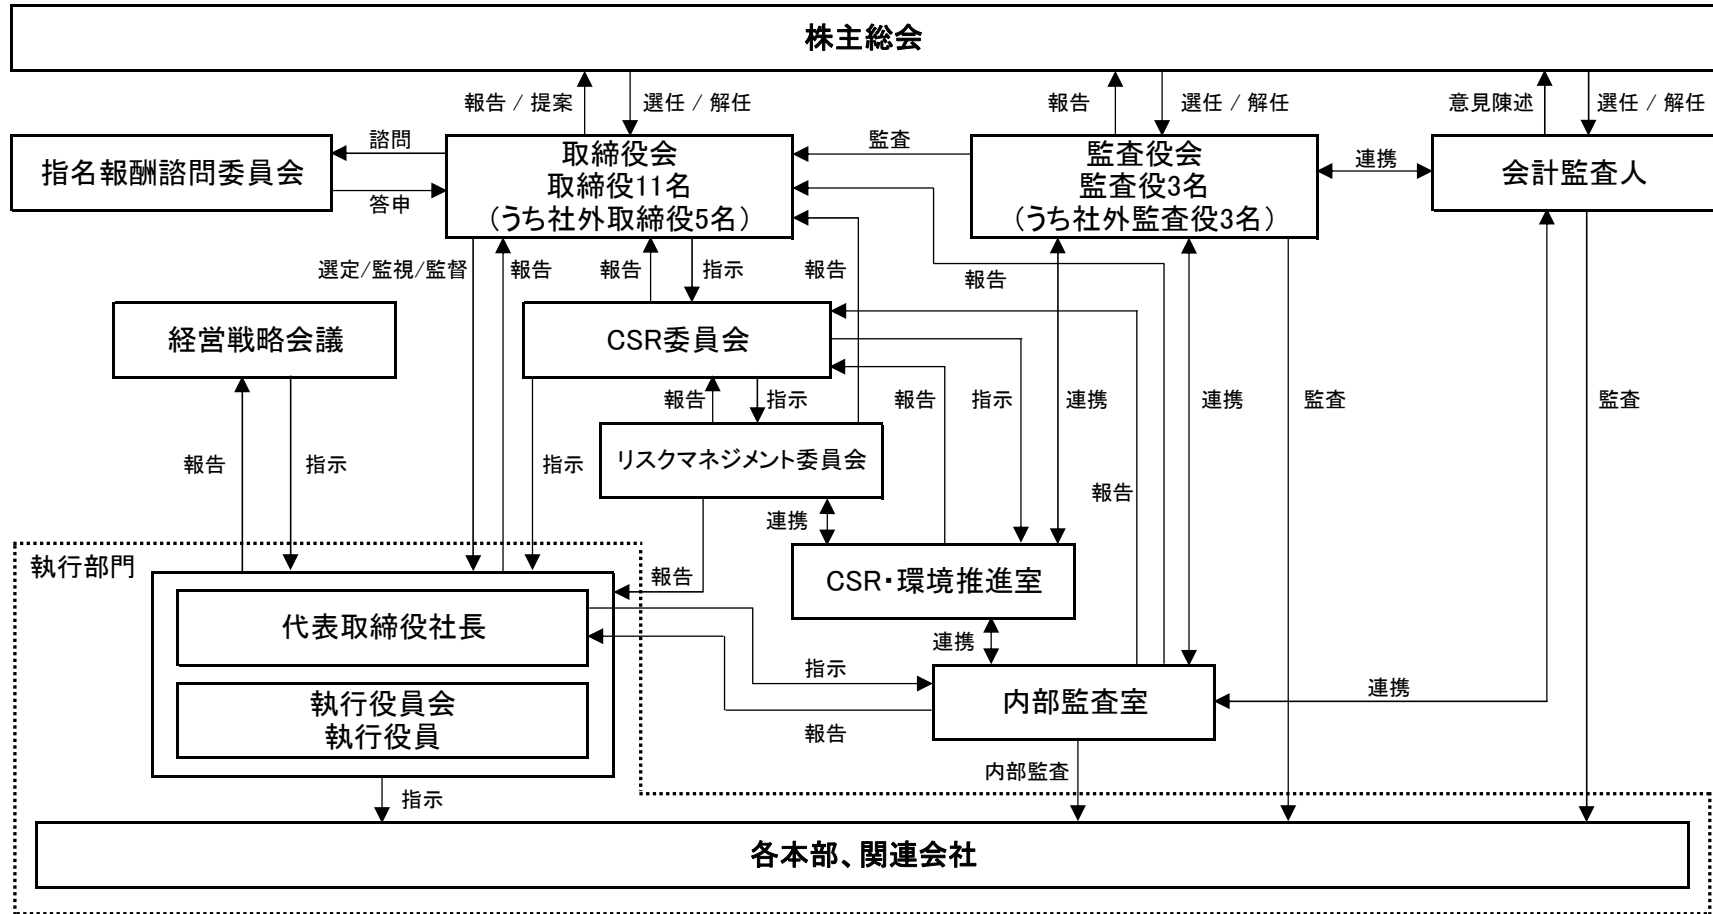 株主総会
報告 / 提案
選任 / 解任
報告
選任 / 解任
意見陳述
選任 / 解任
指名報酬諮問委員会
諮問
答申
取締役会
取締役11名
(うち社外取締役5名)
監査
監査役会
監査役3名
(うち社外監査役3名)
連携
会計監査人
選定/監視/監督
報告
報告
指示
報告
報告
経営戦略会議
CSR委員会
報告
指示
報告
指示
連携
連携
監査
監査
報告
指示
指示
リスクマネジメント委員会
報告
連携
執行部門
報告
CSR・環境推進室
代表取締役社長
連携
指示
執行役員会
執行役員
内部監査室
連携
報告
内部監査
指示
各本部、関連会社